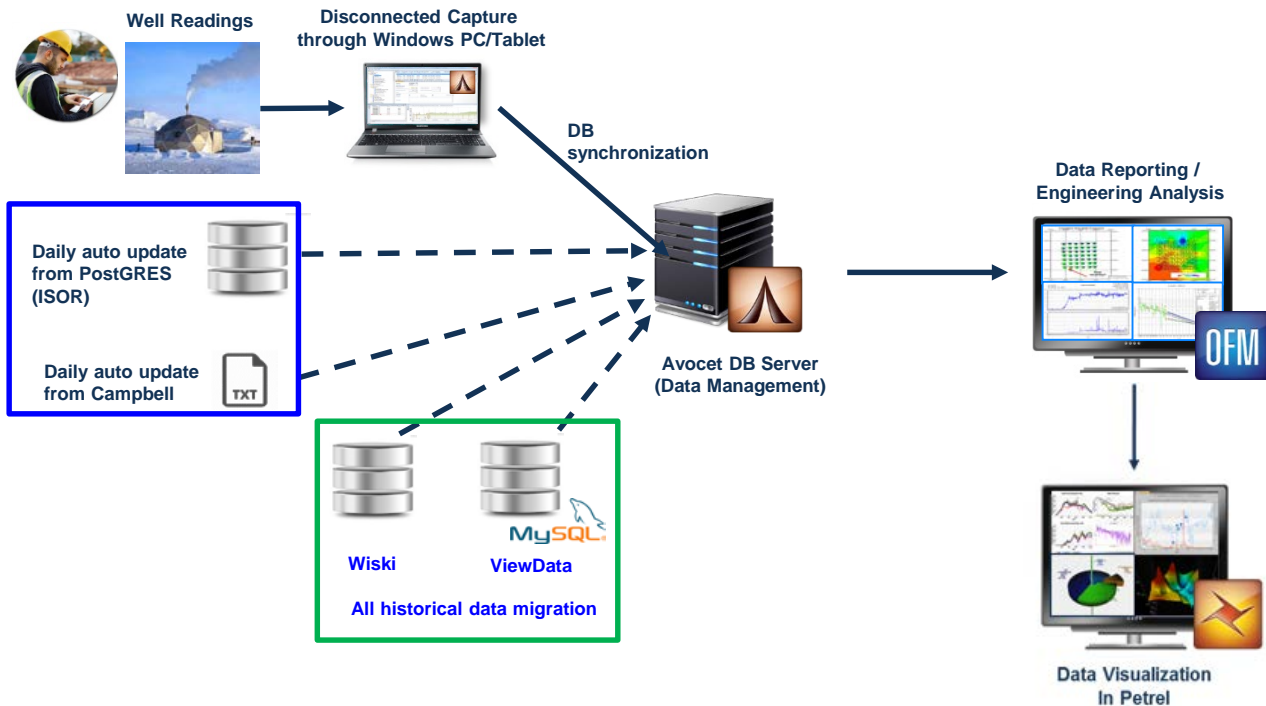 Well Readings
Disconnected Capture
through Windows PC/Tablet
DB
synchronization
Data Reporting /
Engineering Analysis
Daily auto update
from PostGRES
(ISOR)
Daily auto update
from Campbell
TXT
Avocet DB Server
(Data Management)
OFM
MySQL
Wiski
ViewData
All historical data migration
Data Visualization
In Petrel